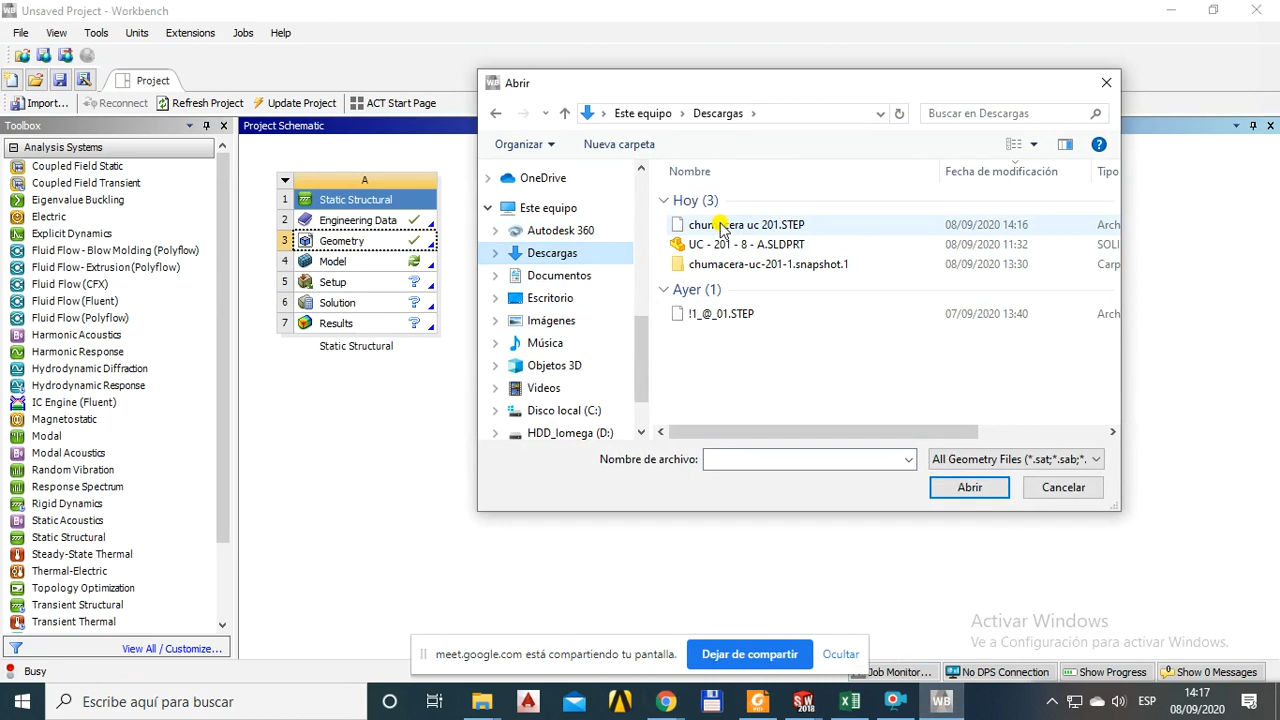 Unsaved Project - Workbench
File View Tools Units Extensions Jobs Help
Project
Import... Reconnect Refresh Project Update Project ACT Start Page
Toolbox
Analysis Systems
Coupled Field Static
Coupled Field Transient
Eigenvalue Buckling
Electric
Explicit Dynamics
Fluid Flow - Blow Molding (Polyflow)
Fluid Flow - Extrusion (Polyflow)
Fluid Flow (CFX)
Fluid Flow (Fluent)
Fluid Flow (Polyflow)
Harmonic Acoustics
Harmonic Response
Hydrodynamic Diffraction
Hydrodynamic Response
IC Engine (Fluent)
Magnetostatic
Modal
Modal Acoustics
Random Vibration
Response Spectrum
Rigid Dynamics
Static Acoustics
Static Structural
Steady-State Thermal
Thermal-Electric
Topology Optimization
Transient Structural
Transient Thermal
View All / Customize...
Busy
Project Schematic
A
1 Static Structural
2 Engineering Data
3 Geometry
4 Model
5 Setup
6 Solution
7 Results
Static Structural
Abrir
Este equipo Descargas
Buscar en Descargas
Organizar Nueva carpeta
OneDrive
Este equipo
Autodesk 360
Descargas
Documentos
Escritorio
Imágenes
Música
Objetos 3D
Videos
Disco local (C:)
HDD_Iomega (D:)
Nombre Fecha de modificación Tipo
Hoy (3)
chumacera uc 201.STEP 08/09/2020 14:16 Arch
UC - 201 - 8 - A.SLDPRT 08/09/2020 11:32 SOLI
chumacera-uc-201-1.snapshot.1 08/09/2020 13:30 Carp
Ayer (1)
!1_@_01.STEP 07/09/2020 13:40 Arch
Nombre de archivo: All Geometry Files (*.sat;*.sab;*.
Abrir Cancelar
Activar Windows
Ve a Configuración para activar Windows.
meet.google.com está compartiendo tu pantalla. Dejar de compartir Ocultar
Job Monitor... No DPS Connection Show Progress Show 0 Messages
Escribe aquí para buscar
SW
2018
WB
ESP
14:17
08/09/2020